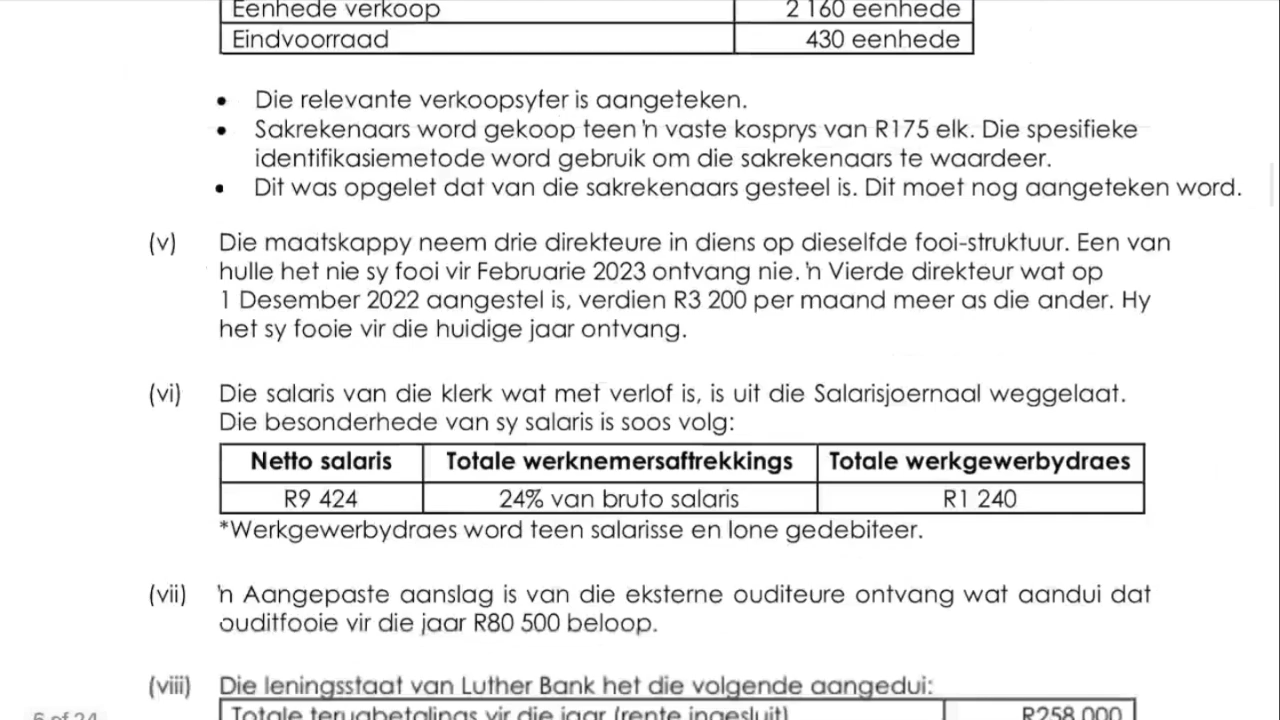 Eenhede verkoop 2 160 eenhede
Eindvoorraad 430 eenhede
• Die relevante verkoopsyfer is aangeteken.
• Sakrekenaars word gekoop teen 'n vaste kosprys van R175 elk. Die spesifieke
identifikasiemetode word gebruik om die sakrekenaars te waardeer.
• Dit was opgelet dat van die sakrekenaars gesteel is. Dit moet nog aangeteken word.
(v) Die maatskappy neem drie direkteure in diens op dieselfde fooi-struktuur. Een van
hulle het nie sy fooi vir Februarie 2023 ontvang nie. 'n Vierde direkteur wat op
1 Desember 2022 aangestel is, verdien R3 200 per maand meer as die ander. Hy
het sy fooie vir die huidige jaar ontvang.
(vi) Die salaris van die klerk wat met verlof is, is uit die Salarisjoernaal weggelaat.
Die besonderhede van sy salaris is soos volg:
Netto salaris Totale werknemersaftrekkings Totale werkgewerbydraes
R9 424 24% van bruto salaris R1 240
*Werkgewerbydraes word teen salarisse en lone gedebiteer.
(vii) 'n Aangepaste aanslag is van die eksterne ouditeure ontvang wat aandui dat
ouditfooie vir die jaar R80 500 beloop.
(viii) Die leningsstaat van Luther Bank het die volgende aangedui:
Totale terugbetalings vir die jaar (rente ingesluit) R258 000
6 of 24